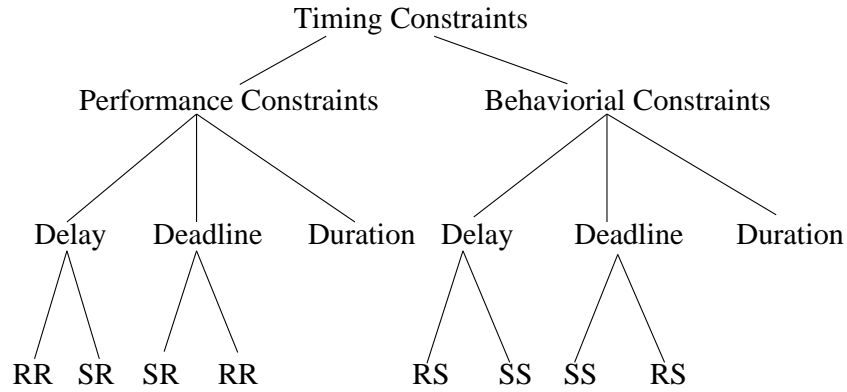 Timing Constraints
Performance Constraints Behaviorial Constraints
Delay Deadline Duration Delay Deadline Duration
RR SR SR RR RS SS SS RS